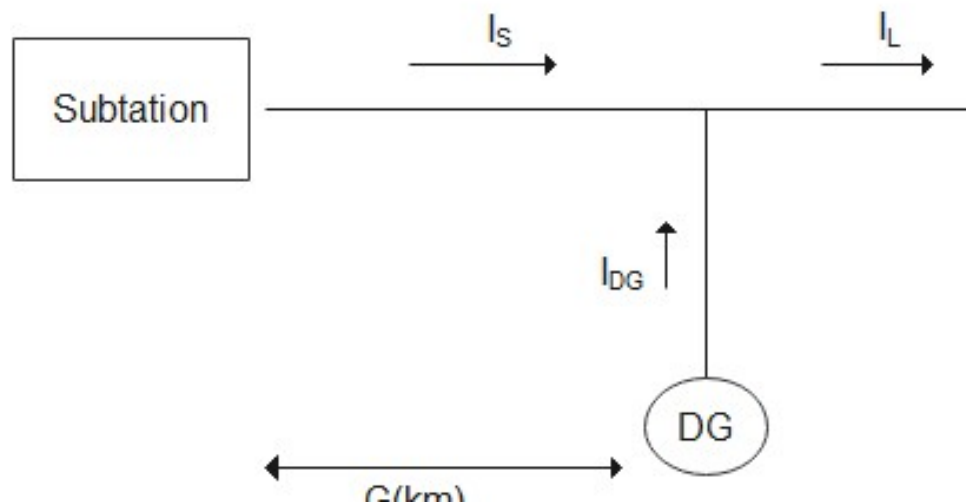 I_S
I_L
Subtation
I_DG
DG
G(km)